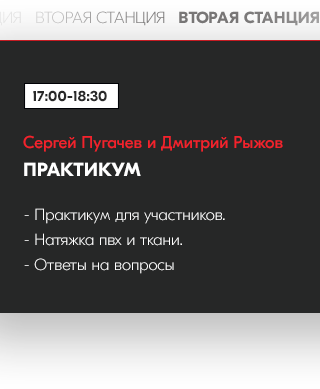 ВТОРАЯ СТАНЦИЯ ВТОРАЯ СТАНЦИЯ
17:00-18:30
Сергей Пугачев и Дмитрий Рыжов
ПРАКТИКУМ
- Практикум для участников.
- Натяжка пвх и ткани.
- Ответы на вопросы